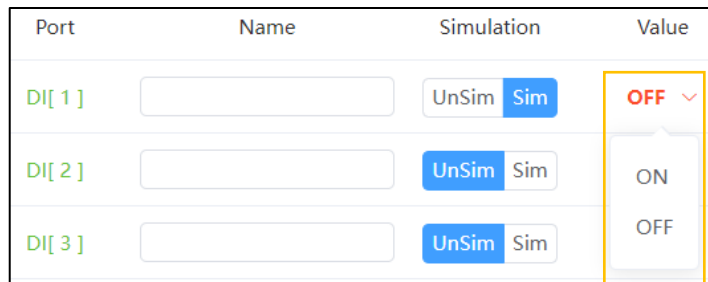 Port Name Simulation Value
DI[ 1 ] UnSim Sim OFF
DI[ 2 ] UnSim Sim ON
DI[ 3 ] UnSim Sim OFF